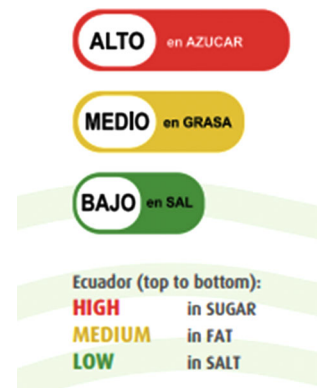 ALTO en AZUCAR
MEDIO en GRASA
BAJO en SAL
Ecuador (top to bottom):
HIGH in SUGAR
MEDIUM in FAT
LOW in SALT